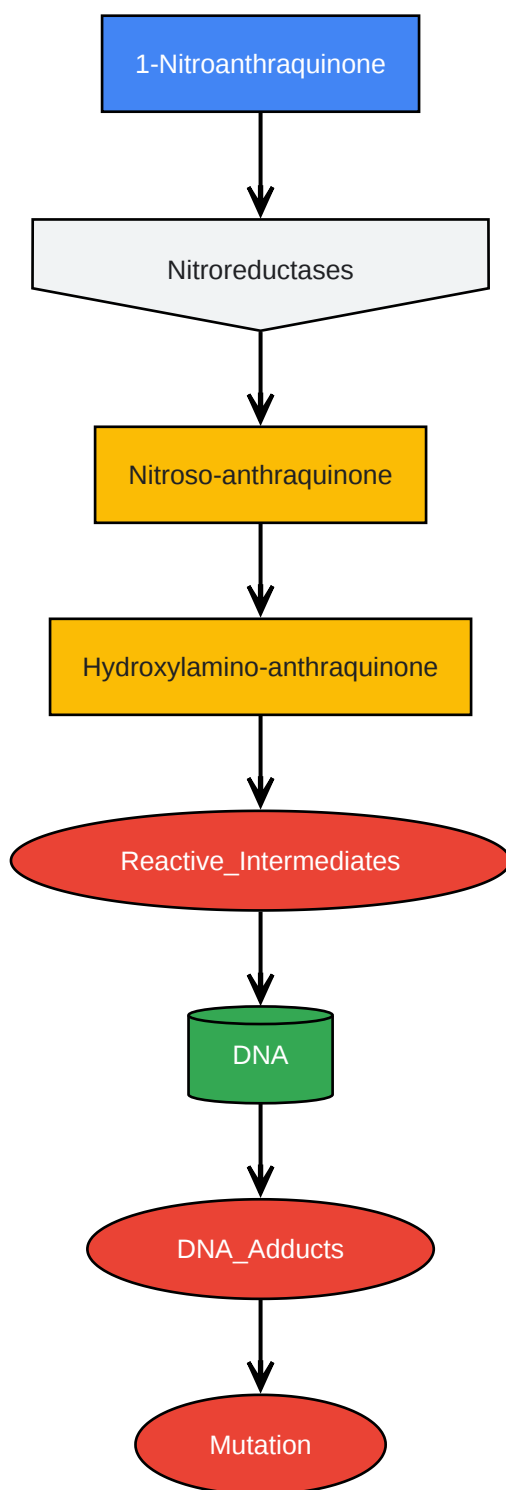 1-Nitroanthraquinone
Nitroreductases
Nitroso-anthraquinone
Hydroxylamino-anthraquinone
Reactive_Intermediates
DNA
DNA_Adducts
Mutation